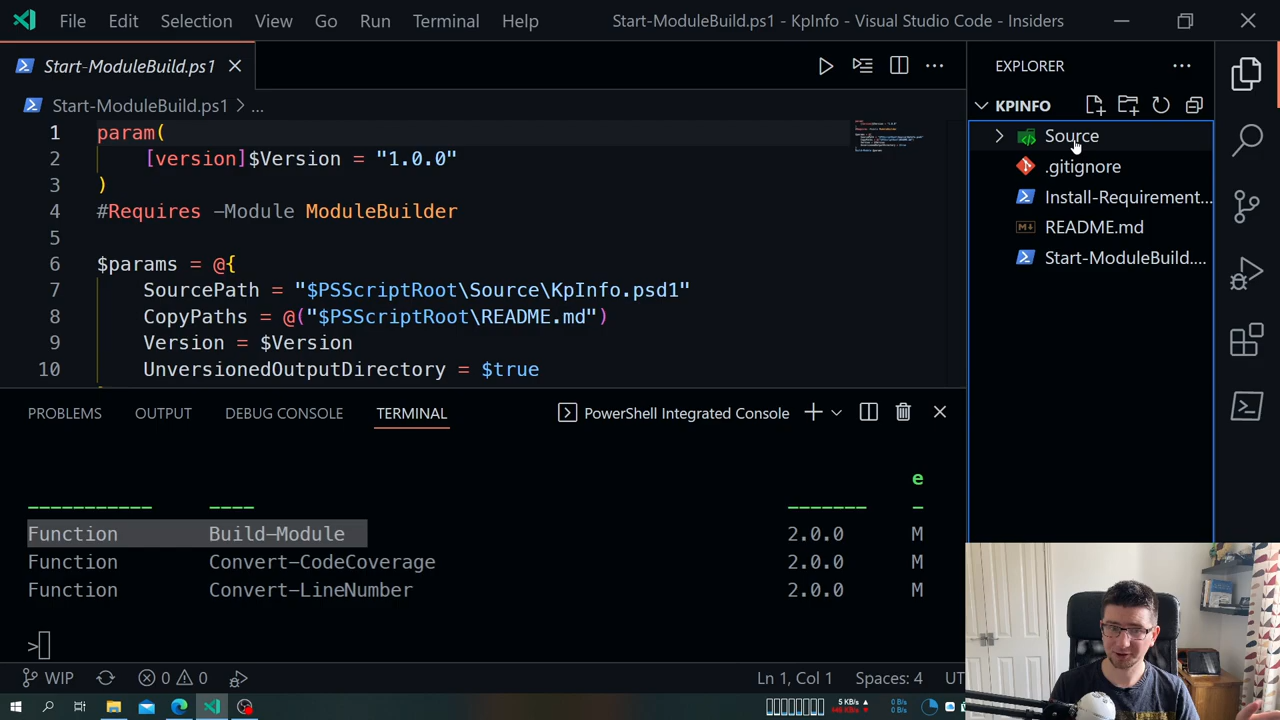 File Edit Selection View Go Run Terminal Help
Start-ModuleBuild.ps1 - KpInfo - Visual Studio Code - Insiders
Start-ModuleBuild.ps1
EXPLORER
Start-ModuleBuild.ps1 > ...
KPINFO
1 param(
2 [version]$Version = "1.0.0"
3 )
4 #Requires -Module ModuleBuilder
5
6 $params = @{
7 SourcePath = "$PSScriptRoot\Source\KpInfo.psd1"
8 CopyPaths = @("$PSScriptRoot\README.md")
9 Version = $Version
10 UnversionedOutputDirectory = $true
Source
.gitignore
Install-Requirement...
README.md
Start-ModuleBuild....
PROBLEMS OUTPUT DEBUG CONSOLE TERMINAL
PowerShell Integrated Console
e
----------- ---- ------- -
Function Build-Module 2.0.0 M
Function Convert-CodeCoverage 2.0.0 M
Function Convert-LineNumber 2.0.0 M
>
WIP 0 0
Ln 1, Col 1 Spaces: 4 UT
5 KB/s 0 B/s
0 B/s